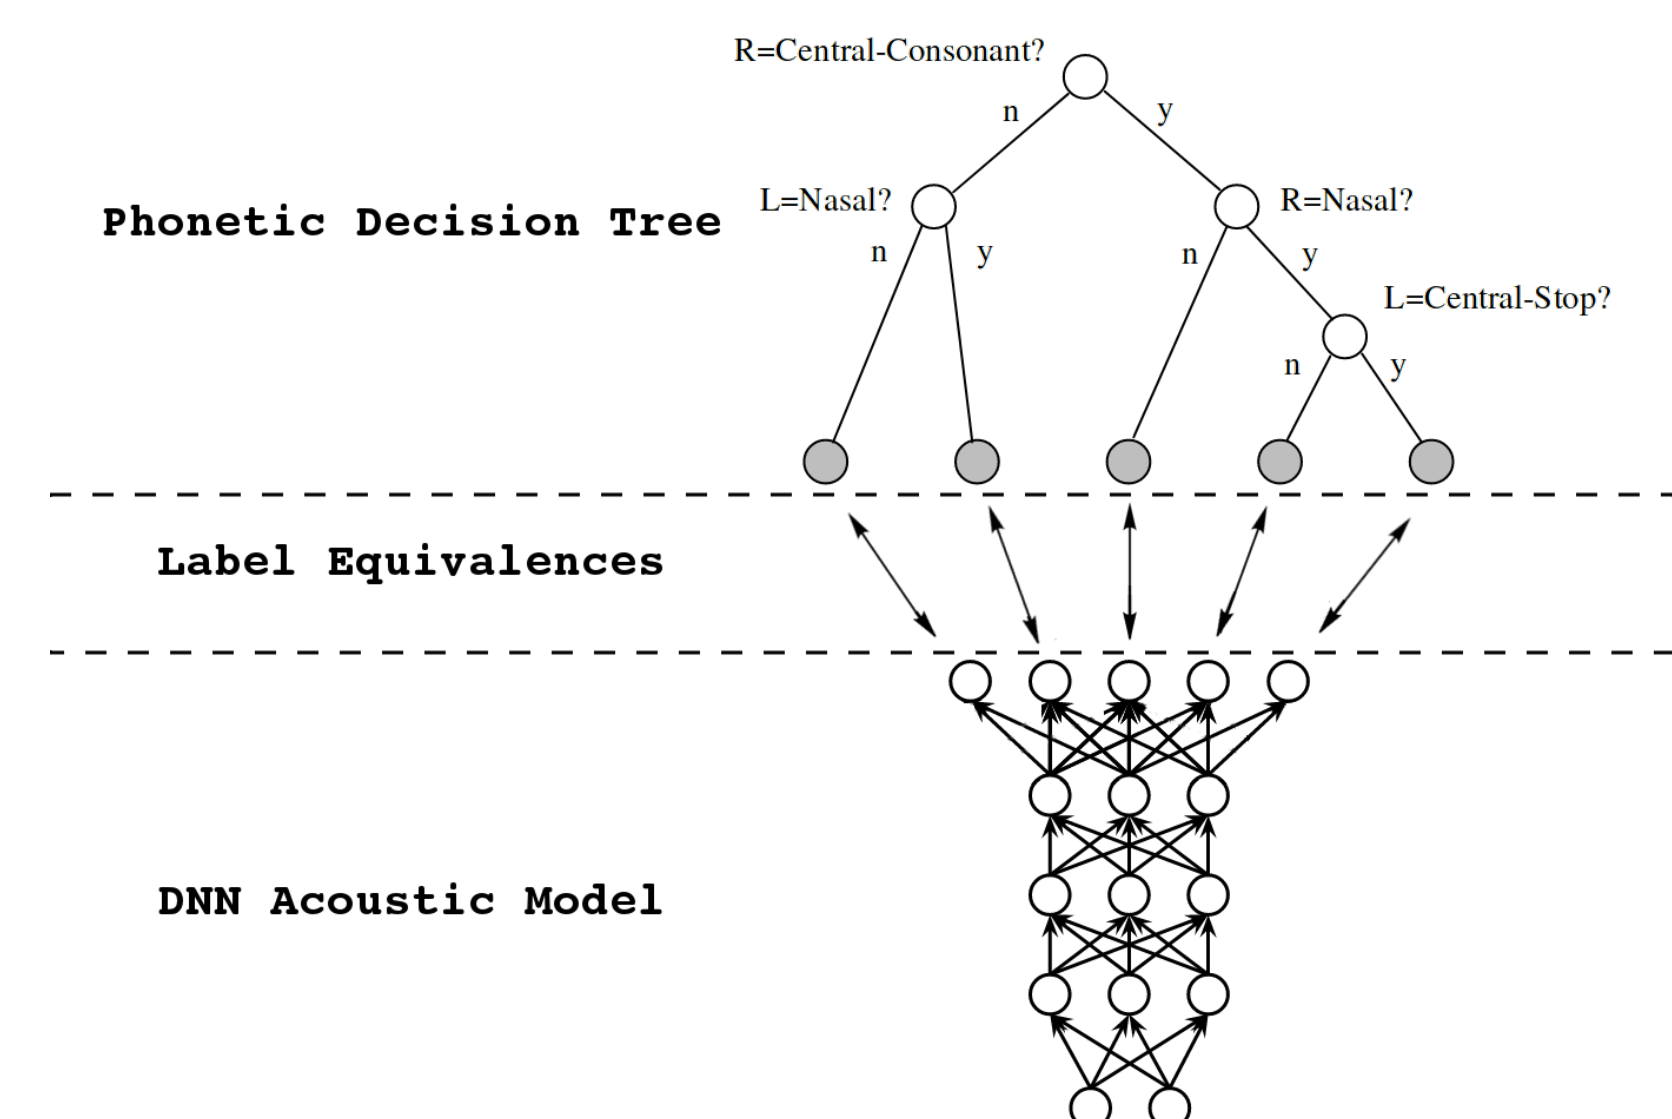 R=Central-Consonant?
n
y
Phonetic Decision Tree
L=Nasal?
R=Nasal?
n
y
n
y
L=Central-Stop?
n
y
Label Equivalences
DNN Acoustic Model